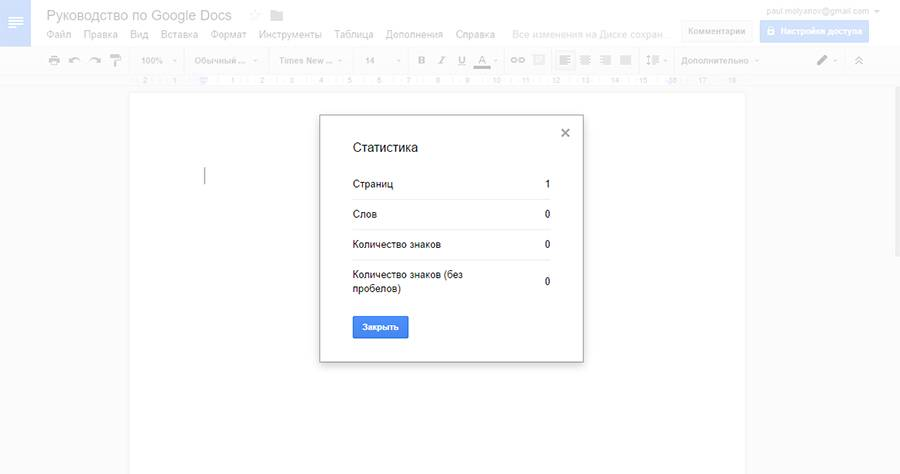 Руководство по Google Docs
paul.molyanov@gmail.com
Файл Правка Вид Вставка Формат Инструменты Таблица Дополнения Справка Все изменения на Диске сохран...
Комментарии
Настройки доступа
100% Обычный ... Times New ... 14 B I U A Дополнительно
2 1 1 2 3 4 5 6 7 8 9 10 11 12 13 14 15 16 17 18
Статистика
Страниц 1
Слов 0
Количество знаков 0
Количество знаков (без
пробелов) 0
Закрыть